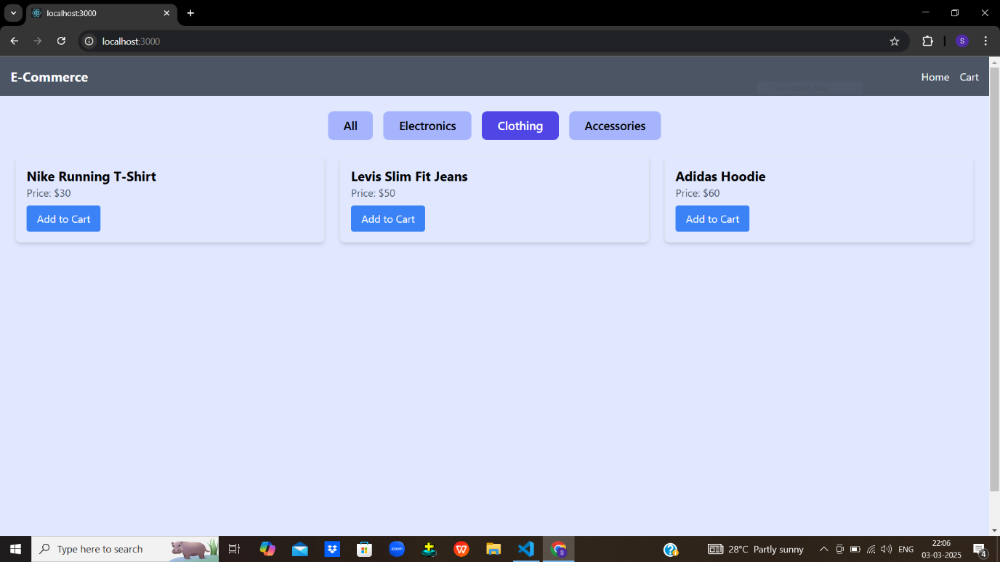 localhost:3000
localhost:3000
E-Commerce
Home Cart
All Electronics Clothing Accessories
Nike Running T-Shirt
Price: $30
Add to Cart
Levis Slim Fit Jeans
Price: $50
Add to Cart
Adidas Hoodie
Price: $60
Add to Cart
Type here to search
zoom
28°C Partly sunny
ENG
22:06
03-03-2025
4
S
S
W